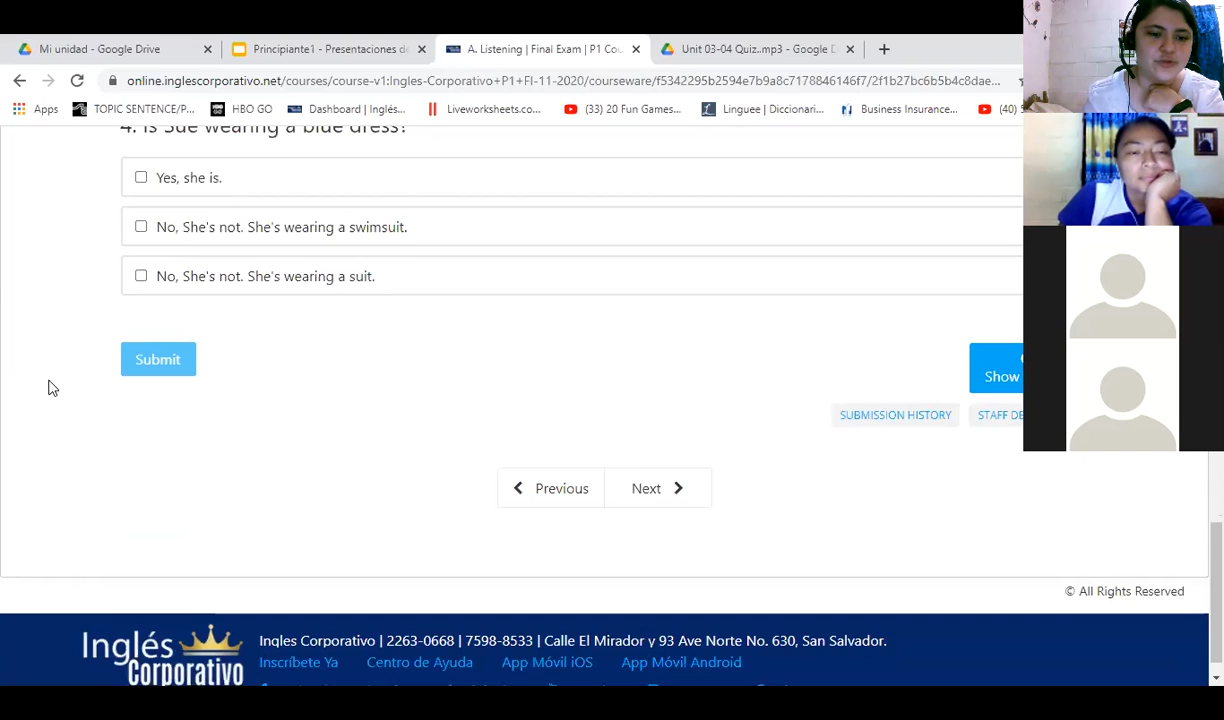 Mi unidad - Google Drive
Principiante1 - Presentaciones de
A. Listening | Final Exam | P1 Cou
Unit 03-04 Quiz..mp3 - Google D
online.inglescorporativo.net/courses/course-v1:Ingles-Corporativo+P1+FI-11-2020/courseware/f5342295b2594e7b9a8c7178846146f7/2f1b27bc6b5b4c8dae...
Apps
TOPIC SENTENCE/P...
HBO GO
Dashboard | Inglés...
Liveworksheets.co...
(33) 20 Fun Games...
Linguee | Diccionari...
Business Insurance...
(40)
4. Is Sue wearing a blue dress?
Yes, she is.
No, She's not. She's wearing a swimsuit.
No, She's not. She's wearing a suit.
Submit
Show
SUBMISSION HISTORY
STAFF DE
Previous
Next
© All Rights Reserved
Inglés Corporativo
Ingles Corporativo | 2263-0668 | 7598-8533 | Calle El Mirador y 93 Ave Norte No. 630, San Salvador.
Inscríbete Ya
Centro de Ayuda
App Móvil iOS
App Móvil Android